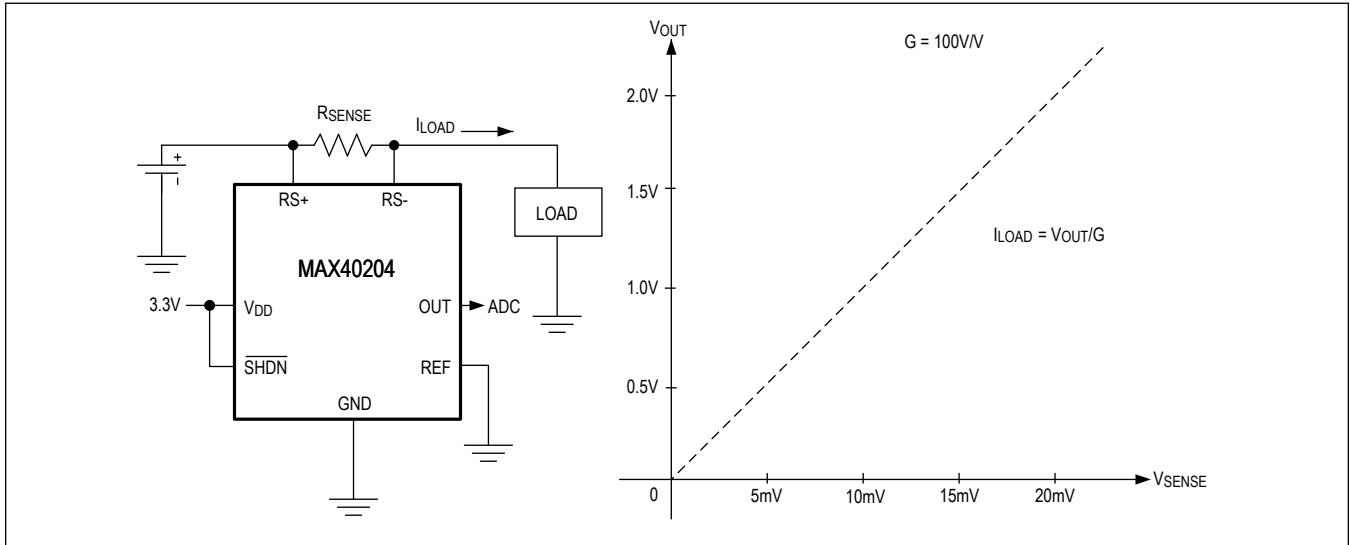 RSENSE
ILOAD
+
RS+
RS-
LOAD
MAX40204
3.3V
VDD
OUT
ADC
SHDN
REF
GND
VOUT
G = 100V/V
2.0V
1.5V
ILOAD = VOUT/G
1.0V
0.5V
0
5mV
10mV
15mV
20mV
VSENSE